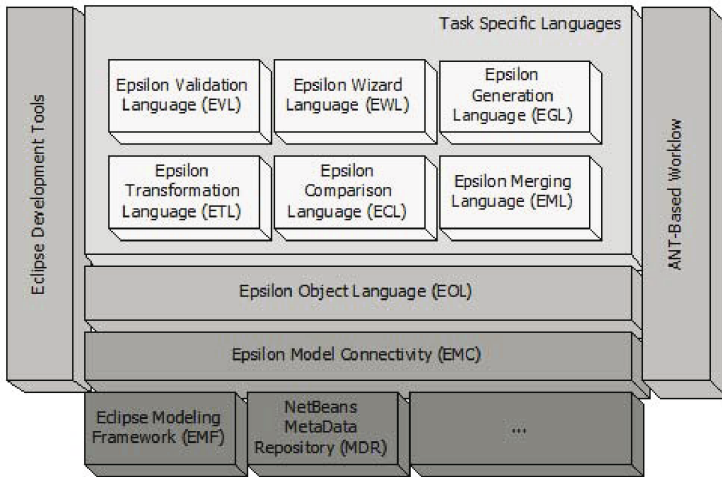 Task Specific Languages
Eclipse Development Tools
Epsilon Validation
Language (EVL)
Epsilon Wizard
Language (EWL)
Epsilon
Generation
Language (EGL)
Epsilon
Transformation
Language (ETL)
Epsilon
Comparison
Language (ECL)
Epsilon Merging
Language (EML)
ANT-Based Worklow
Epsilon Object Language (EOL)
Epsilon Model Connectivity (EMC)
Eclipse Modeling
Framework (EMF)
NetBeans
MetaData
Repository (MDR)
...